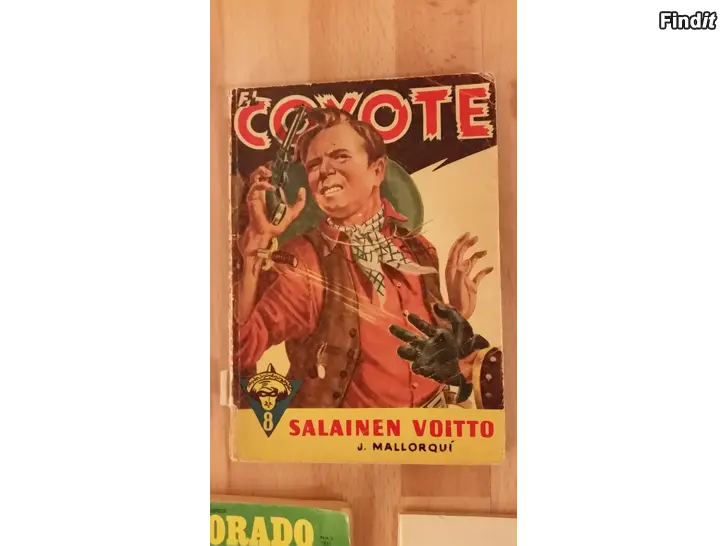 Findit
EL
COYOTE
8
SALAINEN VOITTO
J. MALLORQUÍ
ORADO